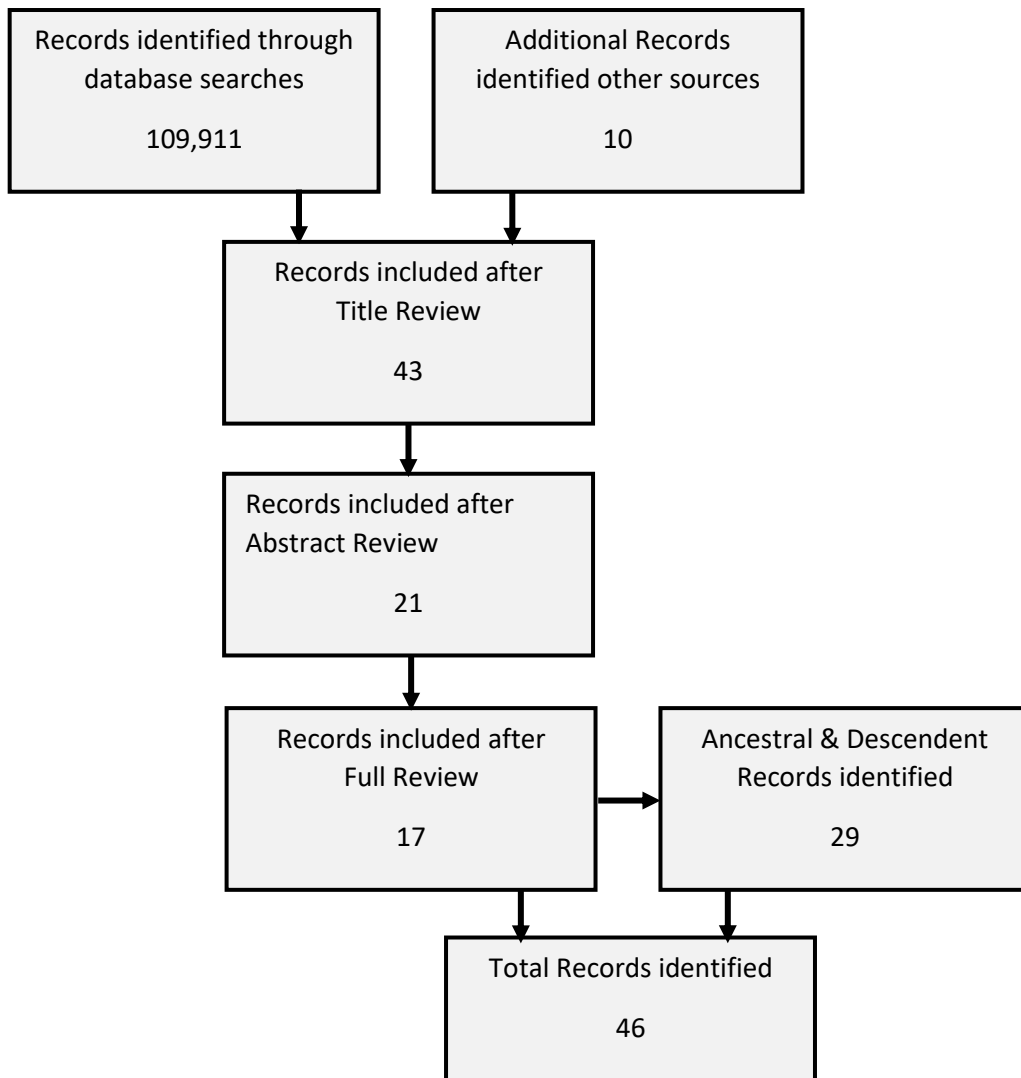 Records identified through
database searches
109,911
Additional Records
identified other sources
10
Records included after
Title Review
43
Records included after
Abstract Review
21
Records included after
Full Review
17
Ancestral & Descendent
Records identified
29
Total Records identified
46